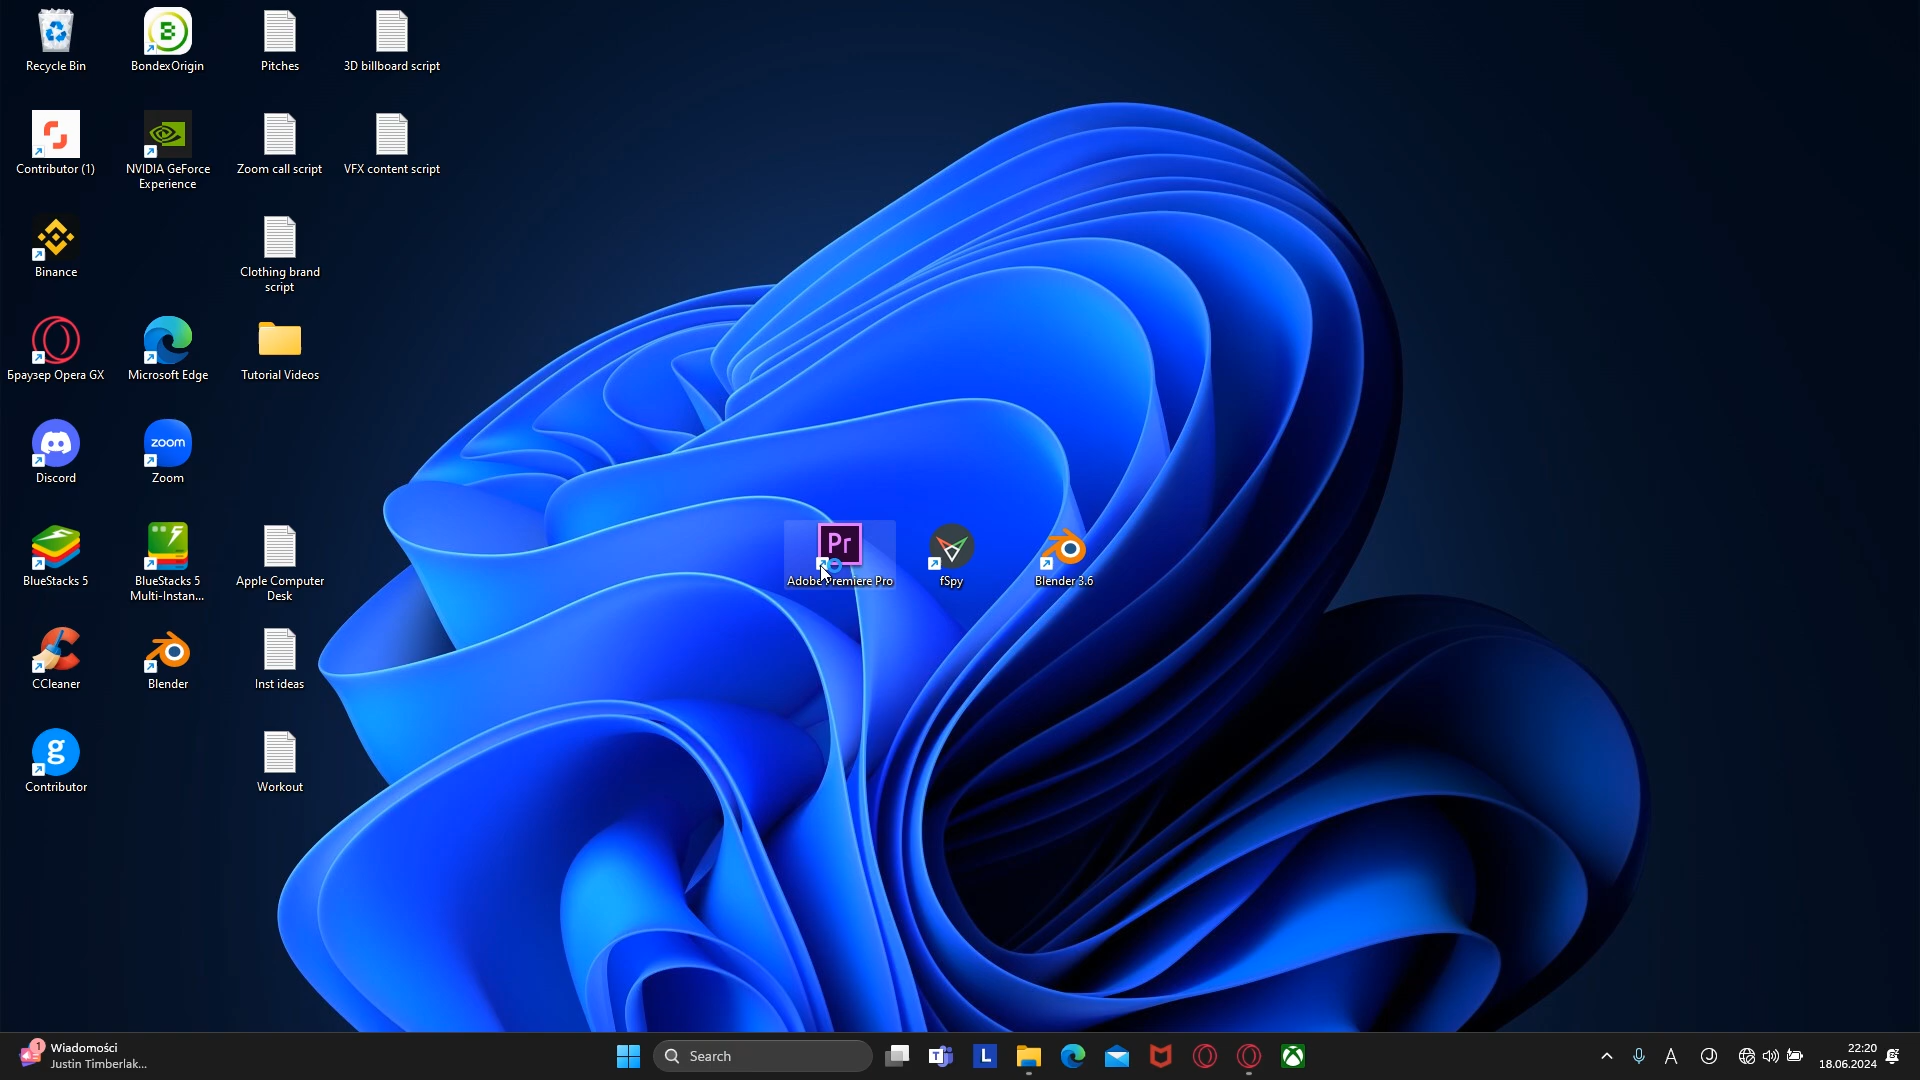 Recycle Bin
BondexOrigin
Pitches
3D billboard script
Contributor (1)
NVIDIA GeForce
Experience
Zoom call script
VFX content script
Binance
Clothing brand
script
Браузер Opera GX
Microsoft Edge
Tutorial Videos
Discord
zoom
Zoom
BlueStacks 5
BlueStacks 5
Multi-Instan...
Apple Computer
Desk
Pr
Adobe Premiere Pro
fSpy
Blender 3.6
CCleaner
Blender
Inst ideas
g
Contributor
Workout
1
Wiadomości
Justin Timberlak...
Search
L
A
22:20
18.06.2024